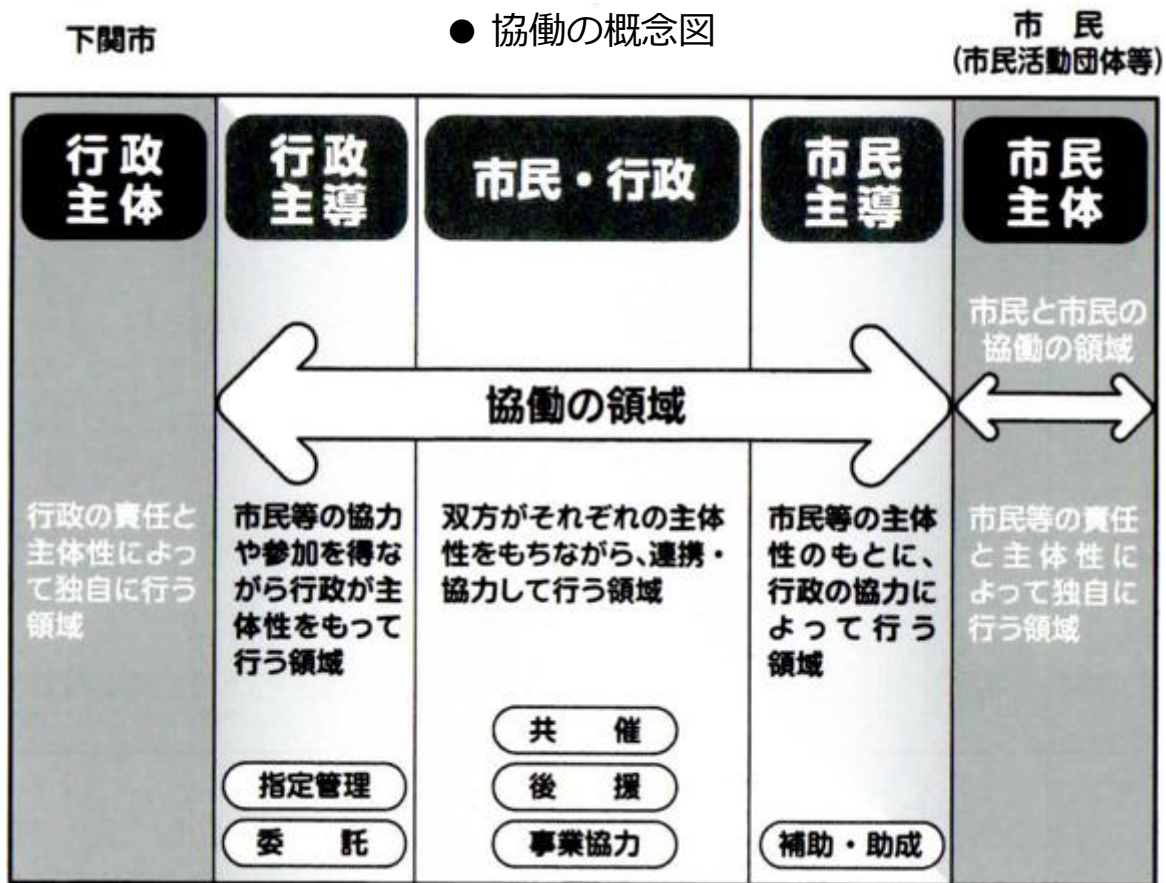 下関市
● 協働の概念図
市 民
(市民活動団体等)
行政
主体
行政
主導
市民・行政
市民
主導
市民
主体
市民と市民の
協働の領域
協働の領域
行政の責任と
主体性によっ
て独自に行う
領域
市民等の協力
や参加を得な
がら行政が主
体性をもって
行う領域
双方がそれぞれの主体
性をもちながら、連携・
協力して行う領域
市民等の主体
性のもとに、
行政の協力に
よって行う
領域
市民等の責任
と主体性に
よって独自に
行う領域
指定管理
委 託
共 催
後 援
事業協力
補助・助成